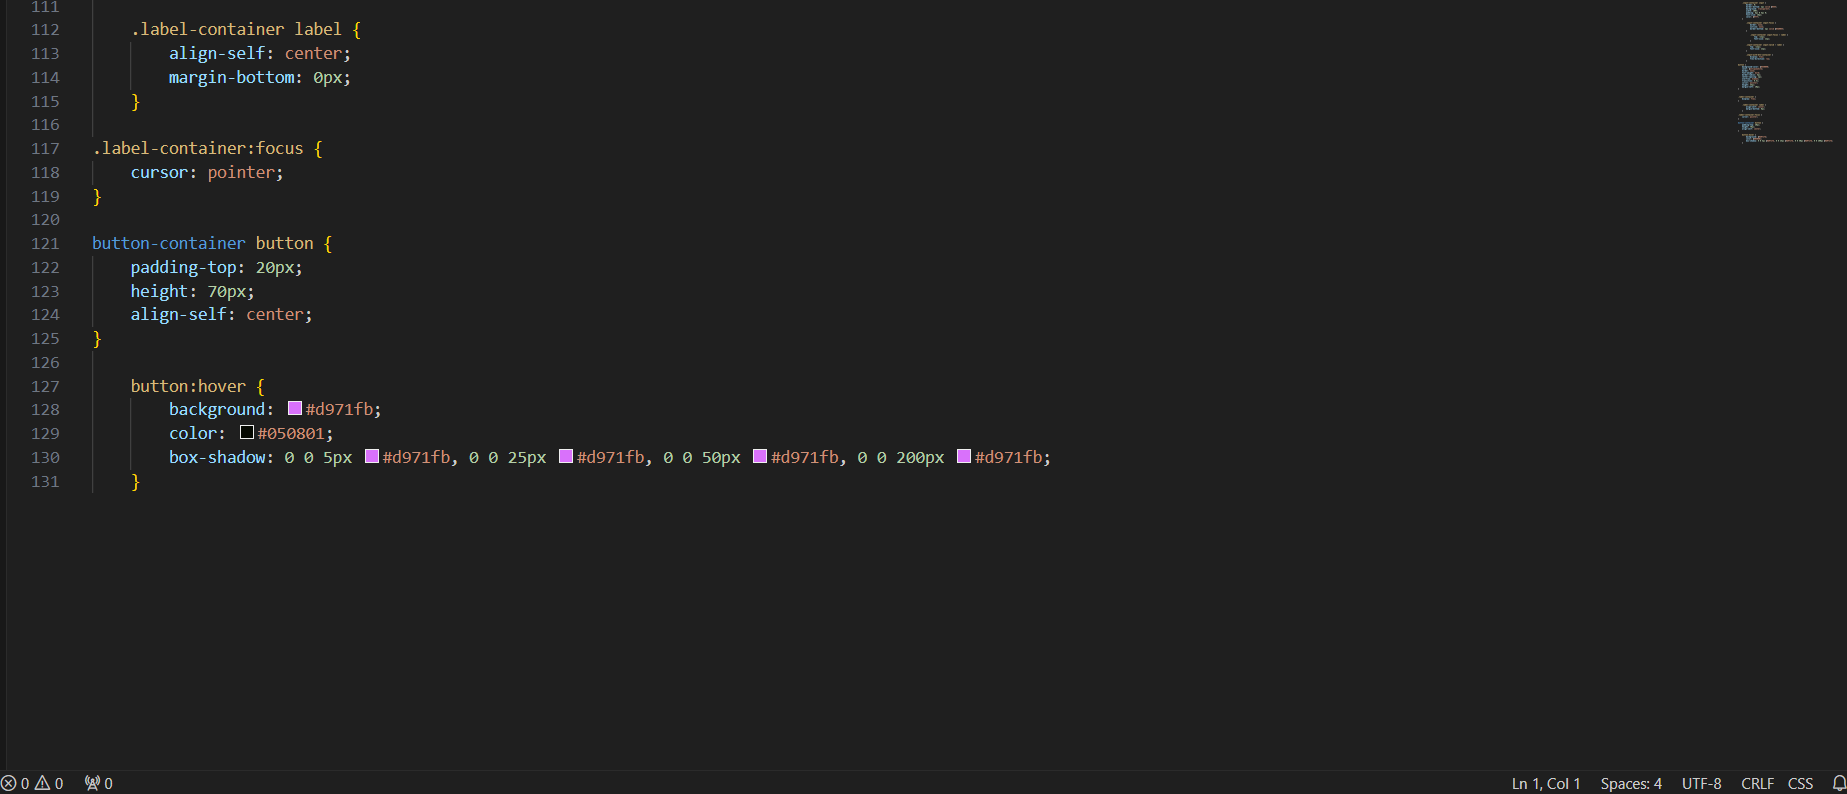 111
112 .label-container label {
113 align-self: center;
114 margin-bottom: 0px;
115 }
116
117 .label-container:focus {
118 cursor: pointer;
119 }
120
121 button-container button {
122 padding-top: 20px;
123 height: 70px;
124 align-self: center;
125 }
126
127 button:hover {
128 background: #d971fb;
129 color: #050801;
130 box-shadow: 0 0 5px #d971fb, 0 0 25px #d971fb, 0 0 50px #d971fb, 0 0 200px #d971fb;
131 }
0 0 0 Ln 1, Col 1 Spaces: 4 UTF-8 CRLF CSS